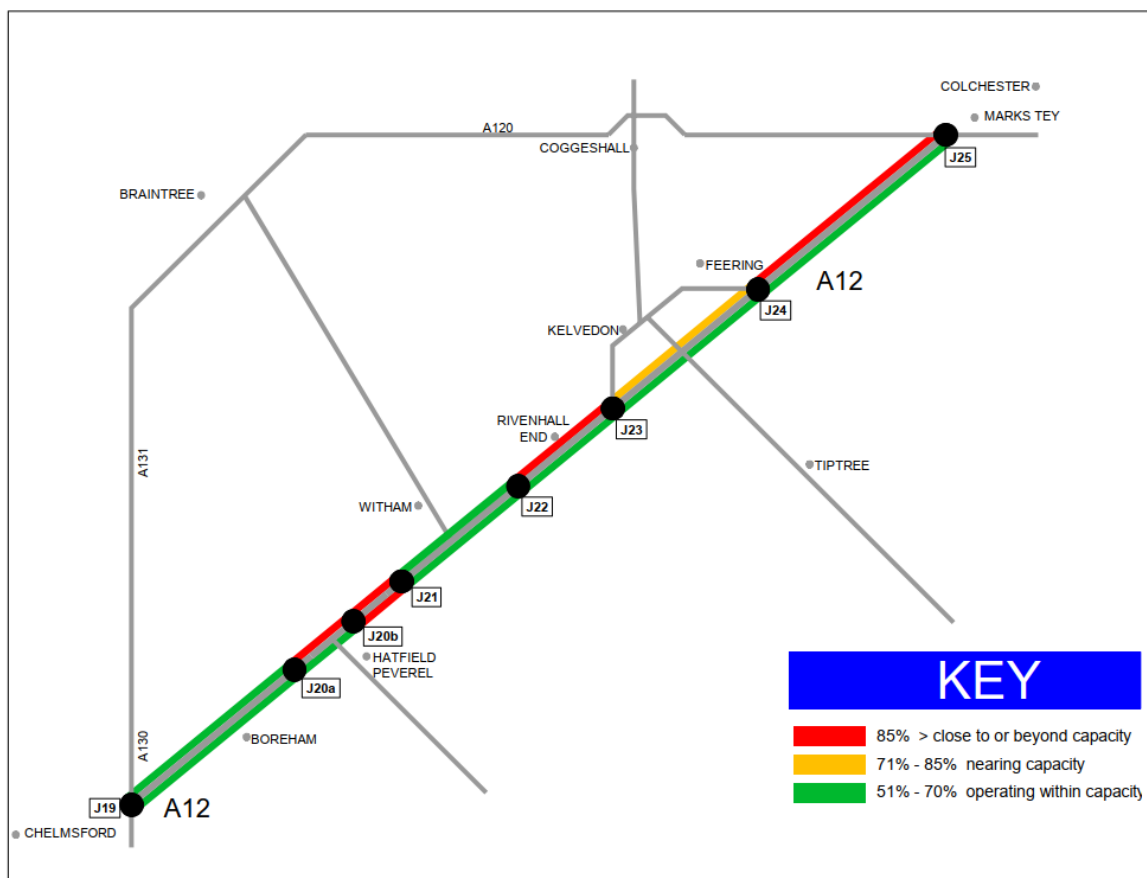 COLCHESTER
MARKS TEY
A120
COGGESHALL
J25
BRAINTREE
FEERING
A12
J24
KELVEDON
RIVENHALL
END
J23
A131
TIPTREE
J22
WITHAM
J21
J20b
HATFIELD
PEVEREL
J20a
KEY
BOREHAM
85% > close to or beyond capacity
A130
71% - 85% nearing capacity
51% - 70% operating within capacity
J19
A12
CHELMSFORD